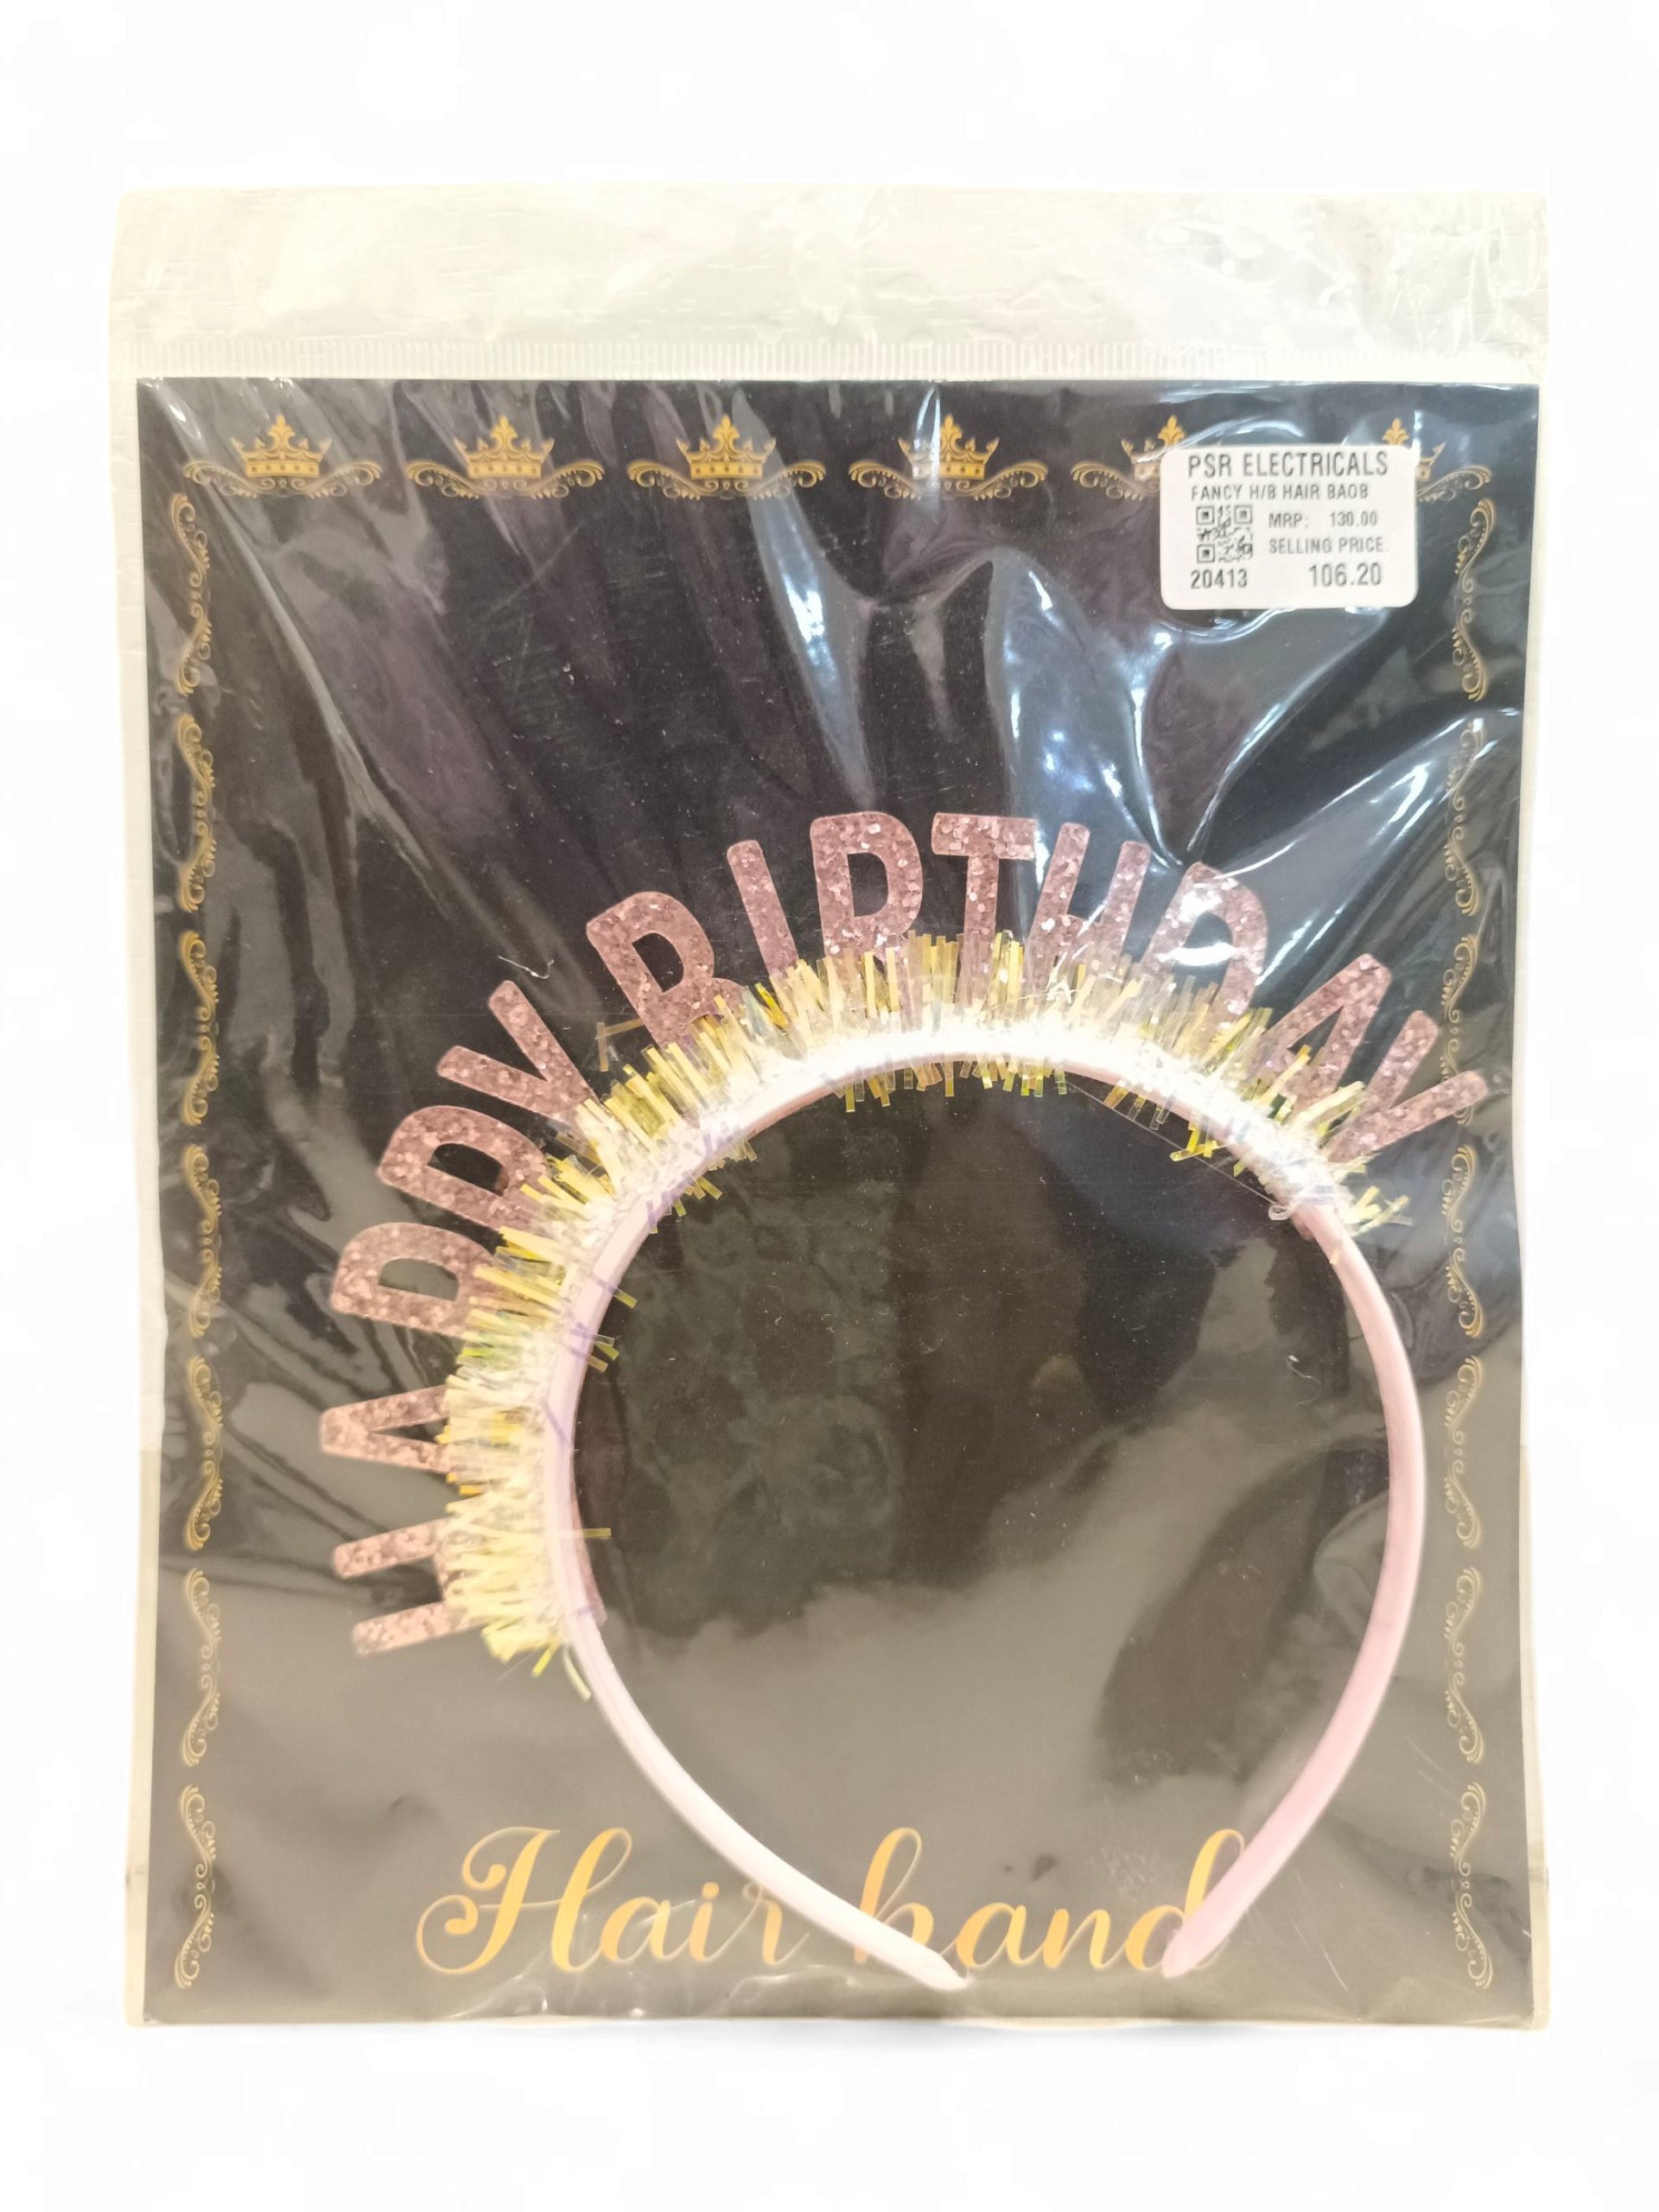 PSR ELECTRICALS
FANCY H/B HAIR BAOB
MRP: 130.00
SELLING PRICE:
20413 106.20
HAPPY BIRTHDAY
Hair band